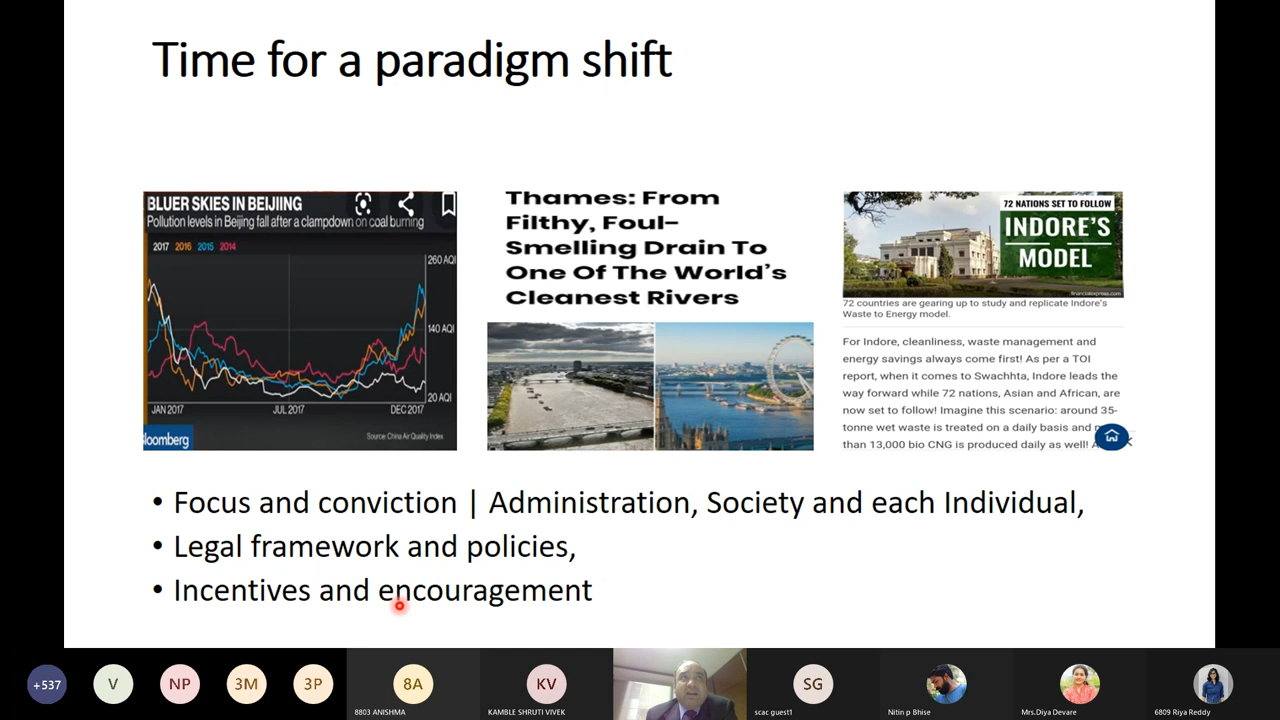 Time for a paradigm shift
BLUER SKIES IN BEIJIING
Pollution levels in Beijing fall after a clampdown on coal burning
2017 2016 2015 2014
260 AQI
140 AQI
20 AQI
JAN 2017 JUL 2017 DEC 2017
Source: China Air Quality Index
Bloomberg
Thames: From
Filthy, Foul-
Smelling Drain To
One Of The World's
Cleanest Rivers
72 NATIONS SET TO FOLLOW
INDORE'S
MODEL
financialexpress.com
72 countries are gearing up to study and replicate Indore's
Waste to Energy model.
For Indore, cleanliness, waste management and
energy savings always come first! As per a TOI
report, when it comes to Swachhta, Indore leads the
way forward while 72 nations, Asian and African, are
now set to follow! Imagine this scenario: around 35-
tonne wet waste is treated on a daily basis and
than 13,000 bio CNG is produced daily as well!
• Focus and conviction | Administration, Society and each Individual,
• Legal framework and policies,
• Incentives and encouragement
+537 V NP 3M 3P 8A KV SG
8803 ANISHMA KAMBLE SHRUTI VIVEK scac guest1 Nitin p Bhise Mrs.Diya Devare 6809 Riya Reddy